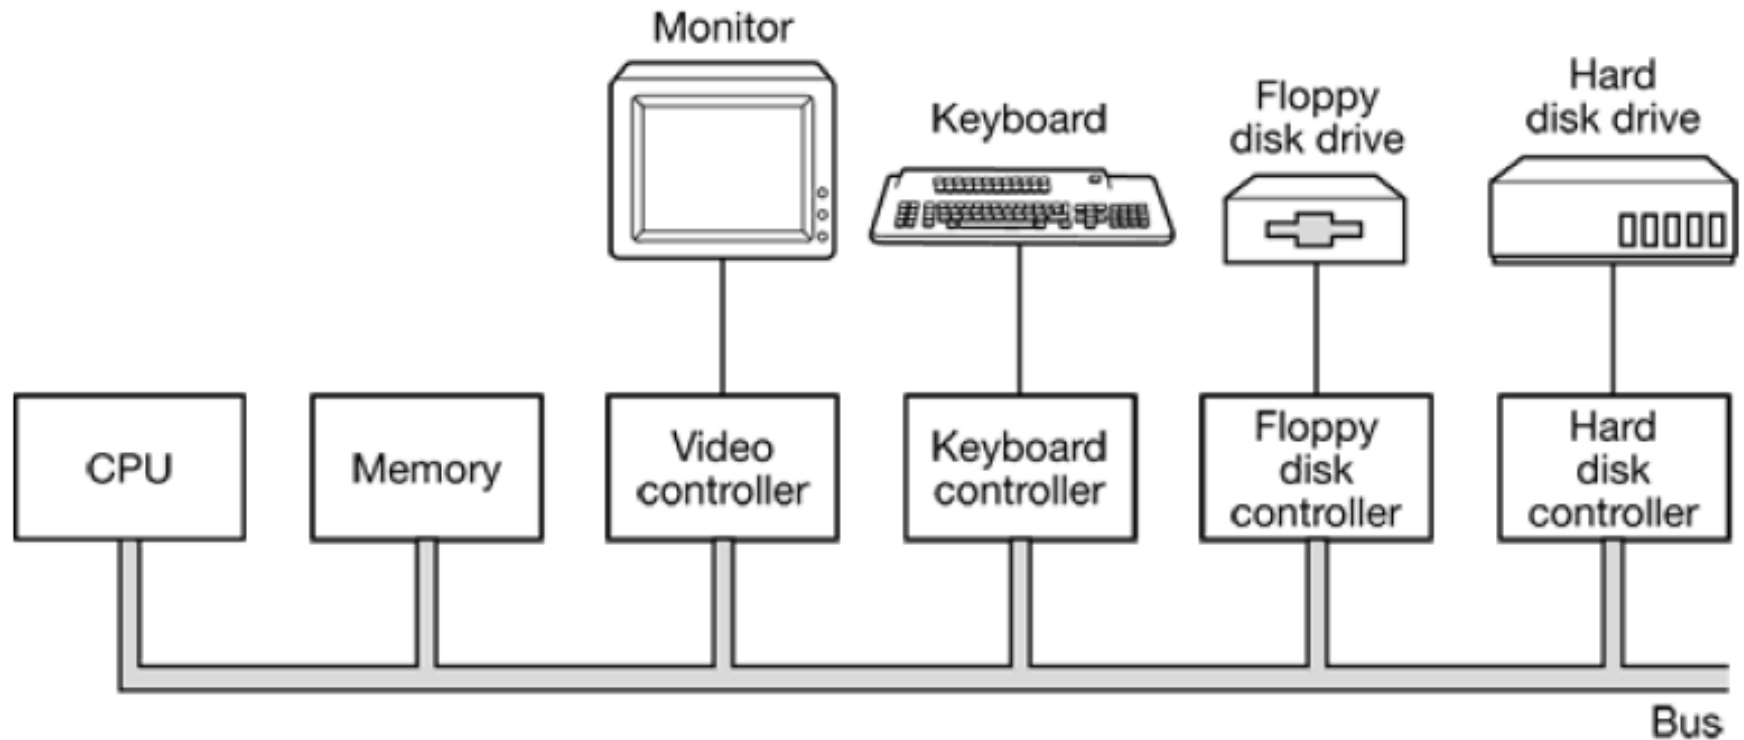 Monitor
Keyboard
Floppy
disk drive
Hard
disk drive
CPU
Memory
Video
controller
Keyboard
controller
Floppy
disk
controller
Hard
disk
controller
Bus